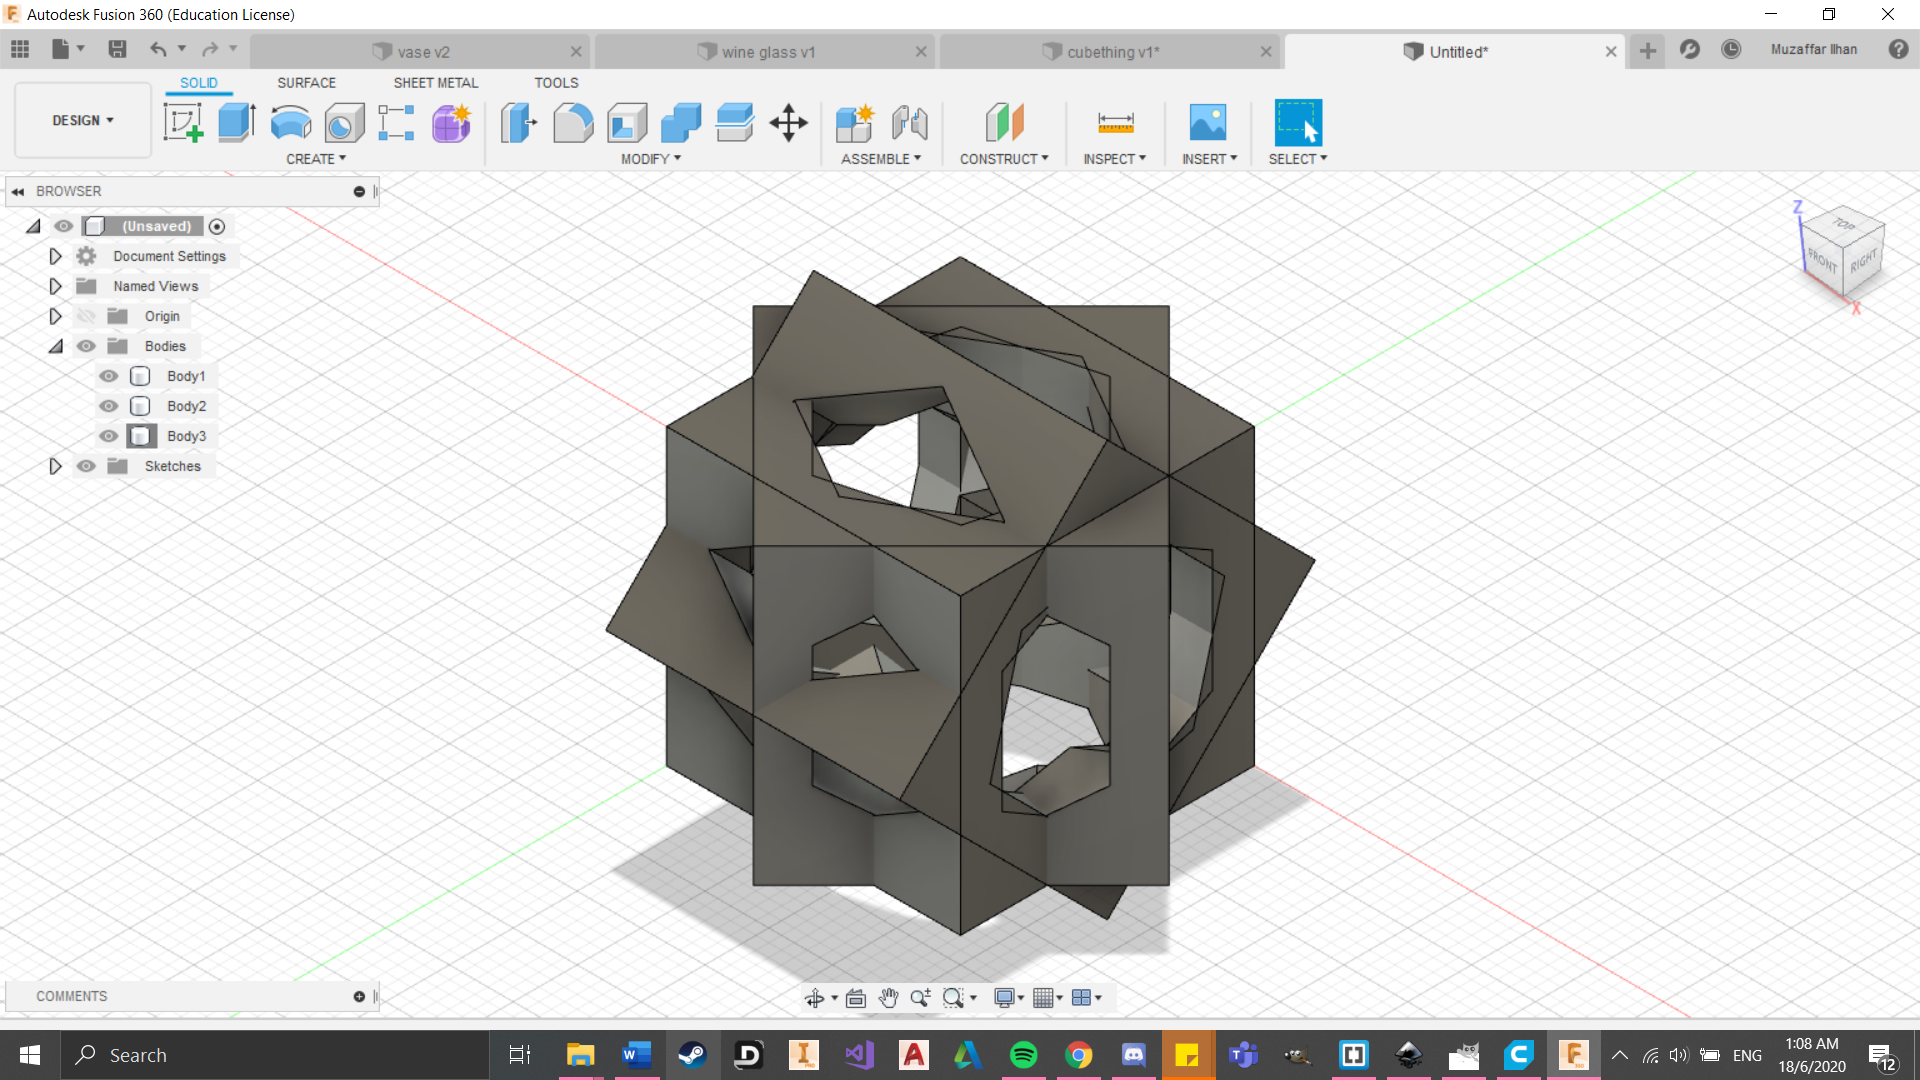 Autodesk Fusion 360 (Education License)
vase v2
wine glass v1
cubething v1*
Untitled*
Muzaffar Ilhan
SOLID SURFACE SHEET METAL TOOLS
DESIGN
CREATE MODIFY ASSEMBLE CONSTRUCT INSPECT INSERT SELECT
BROWSER
(Unsaved)
Document Settings
Named Views
Origin
Bodies
Body1
Body2
Body3
Sketches
Z
TOP
FRONT
RIGHT
X
COMMENTS
Search
ENG
1:08 AM
18/6/2020
12